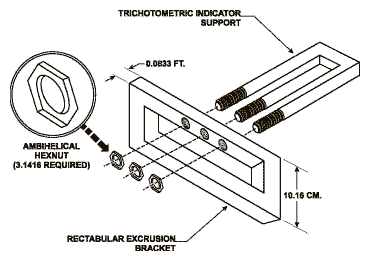 TRICHOTOMETRIC INDICATOR
SUPPORT
0.0833 FT.
AMBIHELICAL
HEXNUT
(3.1416 REQUIRED)
10.16 CM.
RECTABULAR EXCRUSION
BRACKET